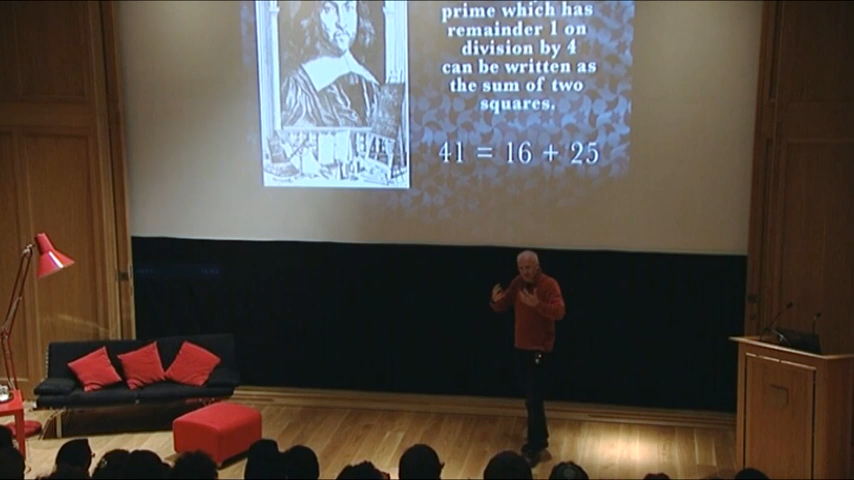 prime which has
remainder 1 on
division by 4
can be written as
the sum of two
squares.
41 = 16 + 25